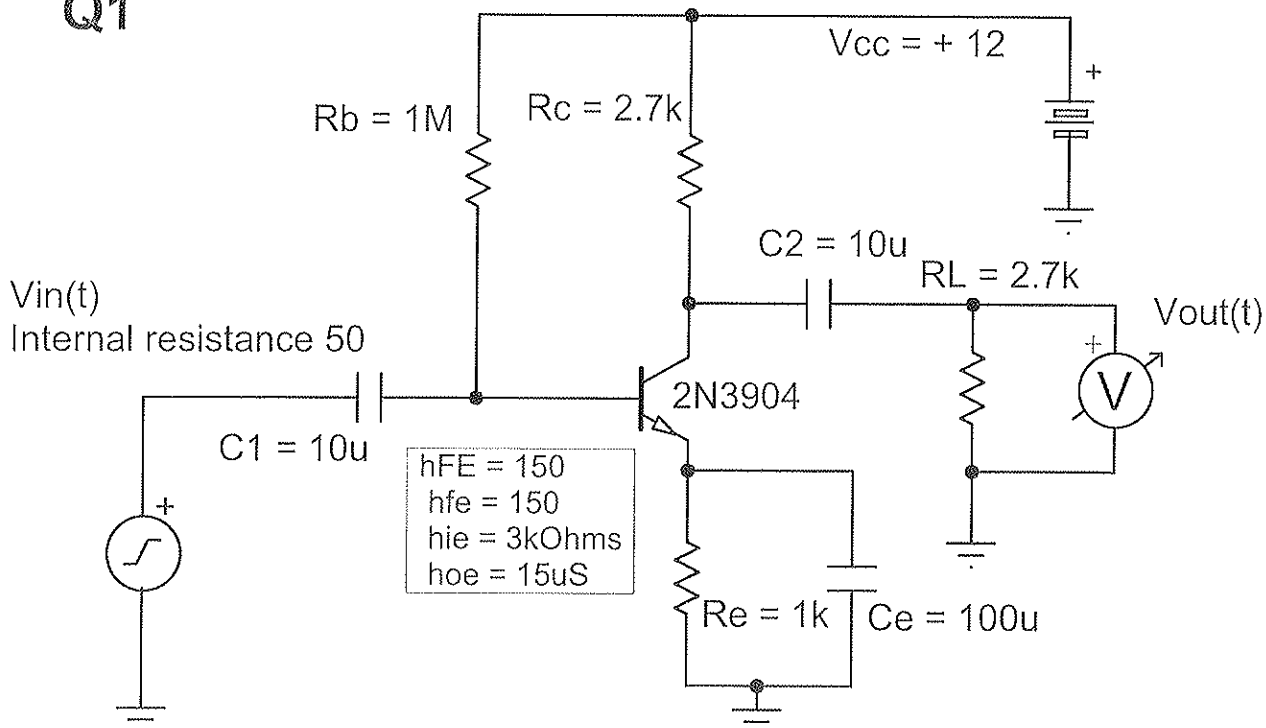 Q1
Vcc = + 12
+
Rb = 1M
Rc = 2.7k
C2 = 10u
RL = 2.7k
Vin(t)
Internal resistance 50
Vout(t)
+
V
2N3904
C1 = 10u
hFE = 150
hfe = 150
hie = 3kOhms
hoe = 15uS
+
Re = 1k
Ce = 100u